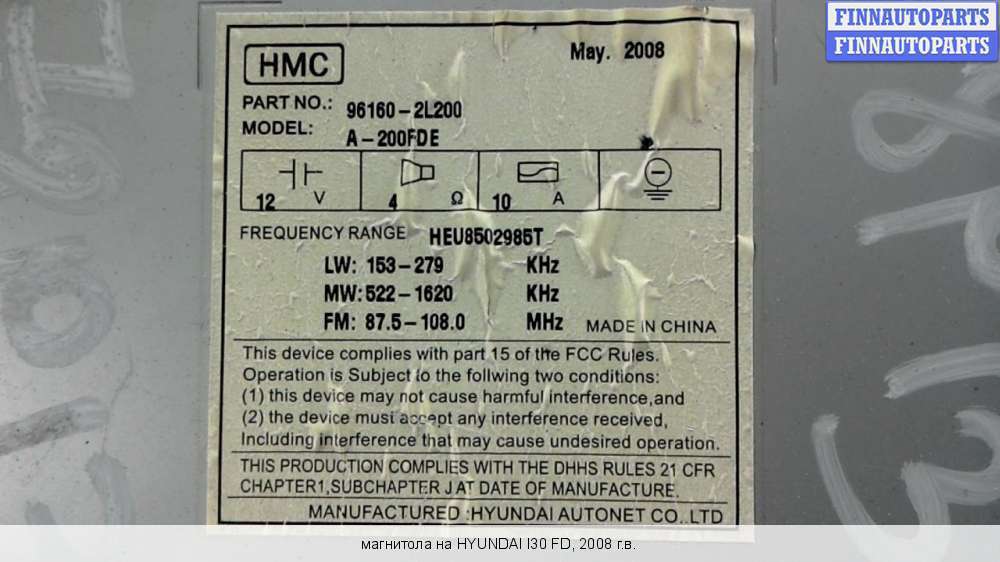 FINNAUTOPARTS
FINNAUTOPARTS
HMC
May. 2008
PART NO.: 96160-2L200
MODEL: A-200FDE
12 V 4 Ω 10 A
FREQUENCY RANGE HEU8502985T
LW: 153-279 KHz
MW: 522-1620 KHz
FM: 87.5-108.0 MHz MADE IN CHINA
This device complies with part 15 of the FCC Rules.
Operation is Subject to the follwing two conditions:
(1) this device may not cause harmful interference,and
(2) the device must accept any interference received,
Including interference that may cause undesired operation.
THIS PRODUCTION COMPLIES WITH THE DHHS RULES 21 CFR
CHAPTER1,SUBCHAPTER J,AT DATE OF MANUFACTURE.
MANUFACTURED :HYUNDAI AUTONET CO.,LTD
магнитола на HYUNDAI I30 FD, 2008 г.в.